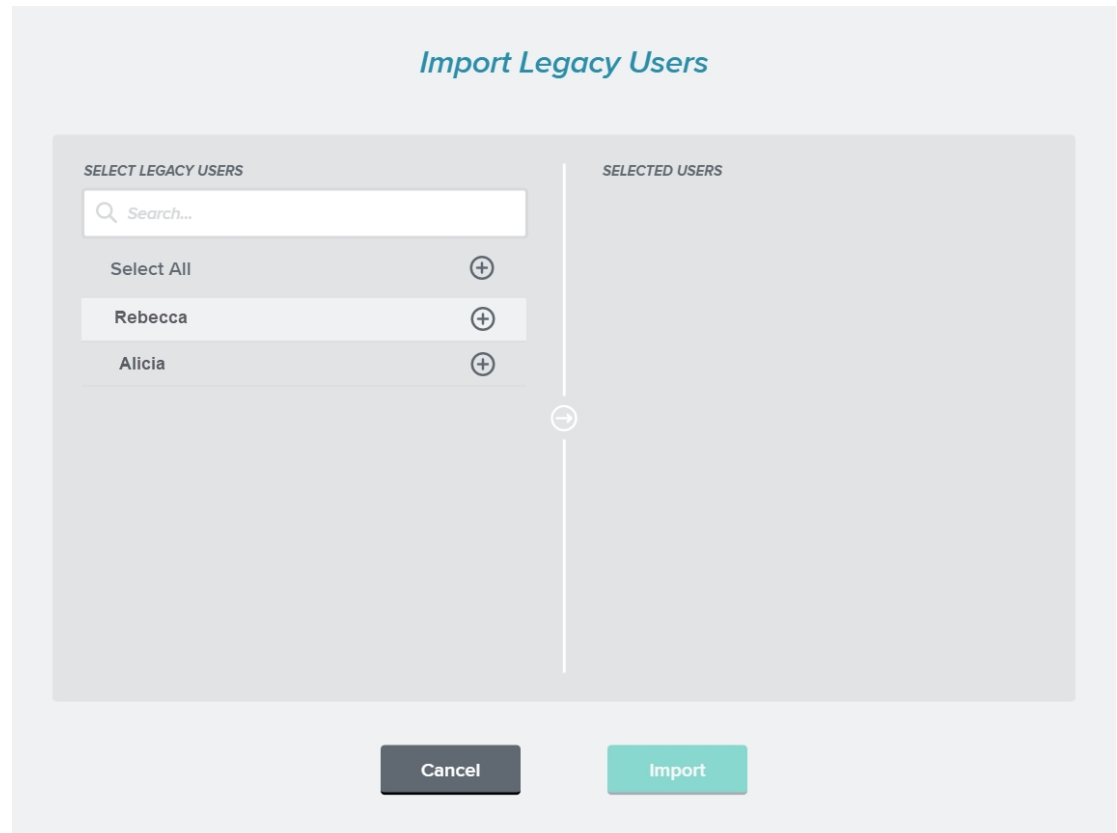 Import Legacy Users
SELECT LEGACY USERS
Search...
Select All
Rebecca
Alicia
SELECTED USERS
Cancel
Import